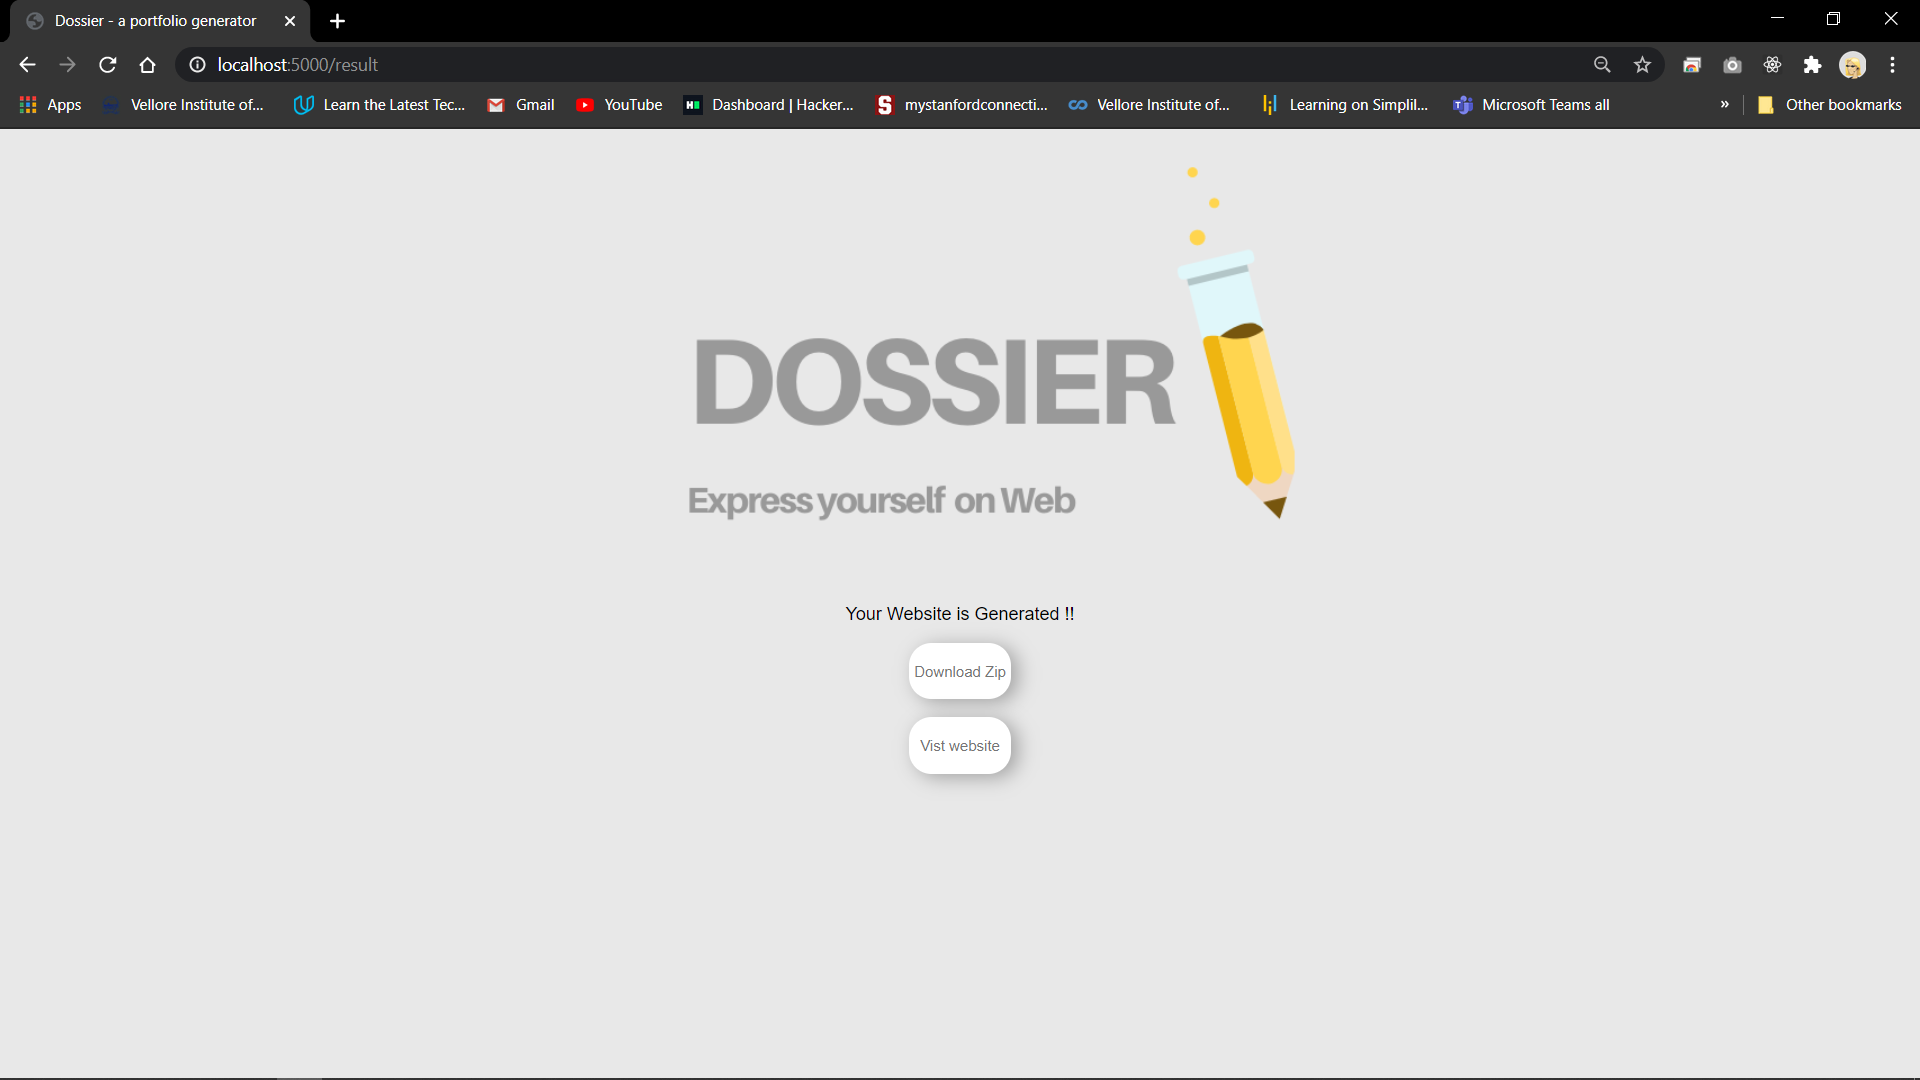 Dossier - a portfolio generator
localhost:5000/result
Apps
Vellore Institute of...
Learn the Latest Tec...
Gmail
YouTube
Dashboard | Hacker...
mystanfordconnecti...
Vellore Institute of...
Learning on Simplil...
Microsoft Teams all
»
Other bookmarks
DOSSIER
Express yourself on Web
Your Website is Generated !!
Download Zip
Vist website